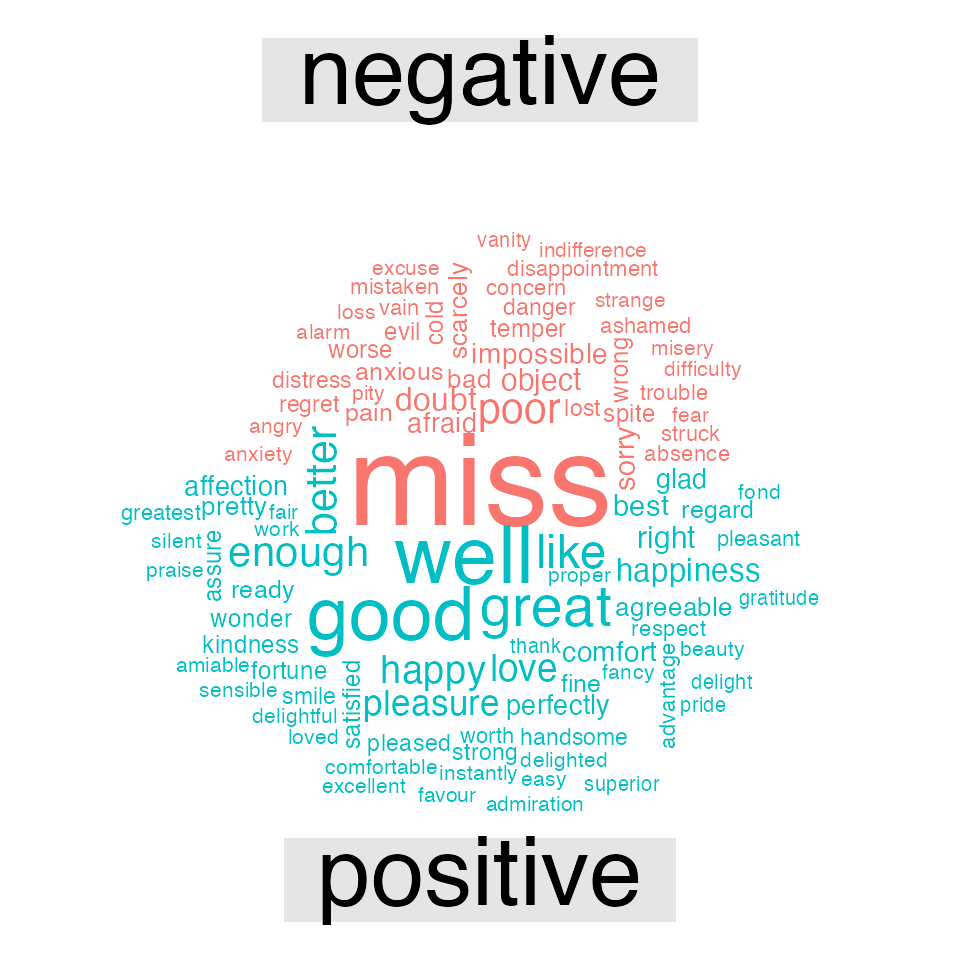 negative
vanity
indifference
excuse
scarcely
disappointment
mistaken
concern
strange
loss
vain
cold
danger
alarm
evil
temper
ashamed
worse
impossible
wrong
misery
distress
anxious
bad
object
difficulty
regret
pity
doubt
poor
lost
spite
trouble
pain
afraid
fear
angry
struck
anxiety
miss
sorry
absence
affection
better
glad
fond
greatest
pretty
fair
best
regard
silent
work
enough
well
like
right
pleasant
praise
assure
proper
happiness
ready
good
great
agreeable
gratitude
wonder
respect
kindness
thank
comfort
beauty
amiable
fortune
happy
love
fancy
advantage
sensible
smile
satisfied
fine
delight
delightful
pleasure
perfectly
pride
loved
pleased
worth
handsome
strong
delighted
comfortable
instantly
easy
superior
excellent
favour
admiration
positive